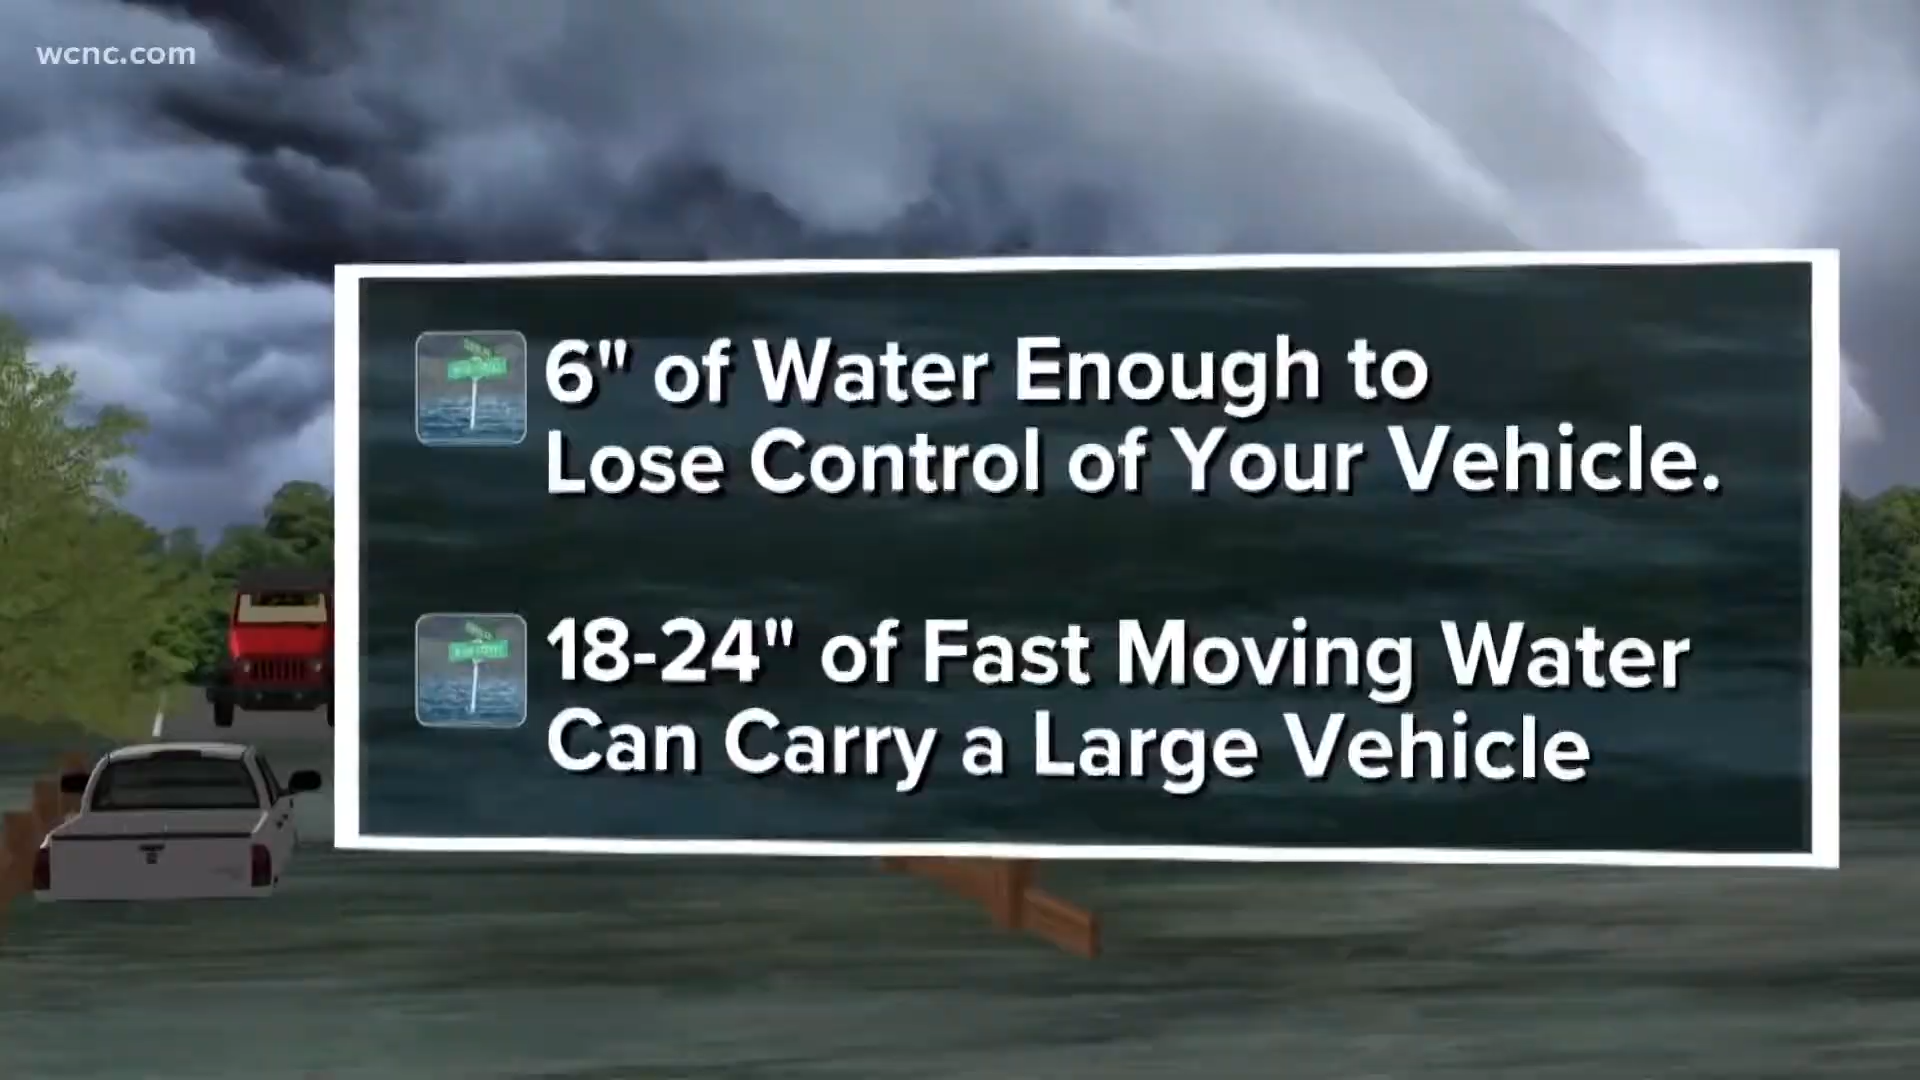 wcnc.com
6" of Water Enough to
Lose Control of Your Vehicle.
18-24" of Fast Moving Water
Can Carry a Large Vehicle